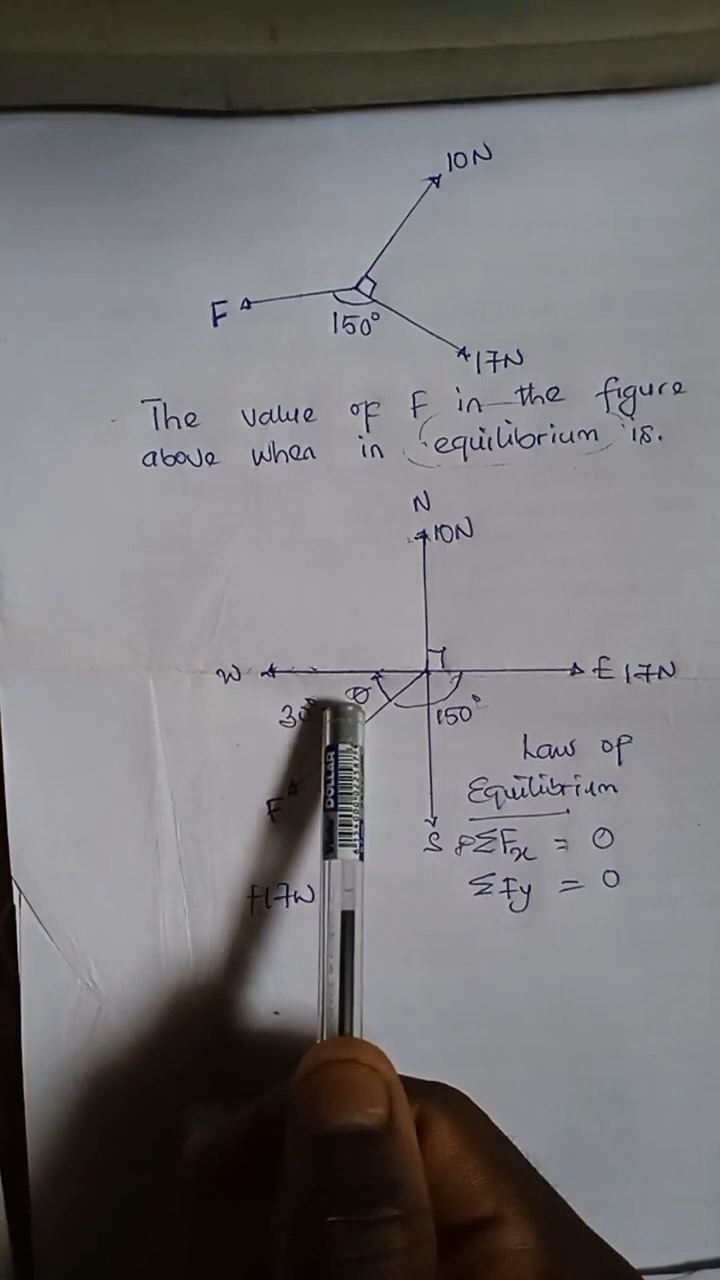 10N
F
150°
17N
The value of F in the figure
above when in equilibrium is.
N
10N
W
E 17N
θ
30°
150°
Law of
Equilibrium
F
DOLLAR
S
ΣFx = 0
ΣFy = 0